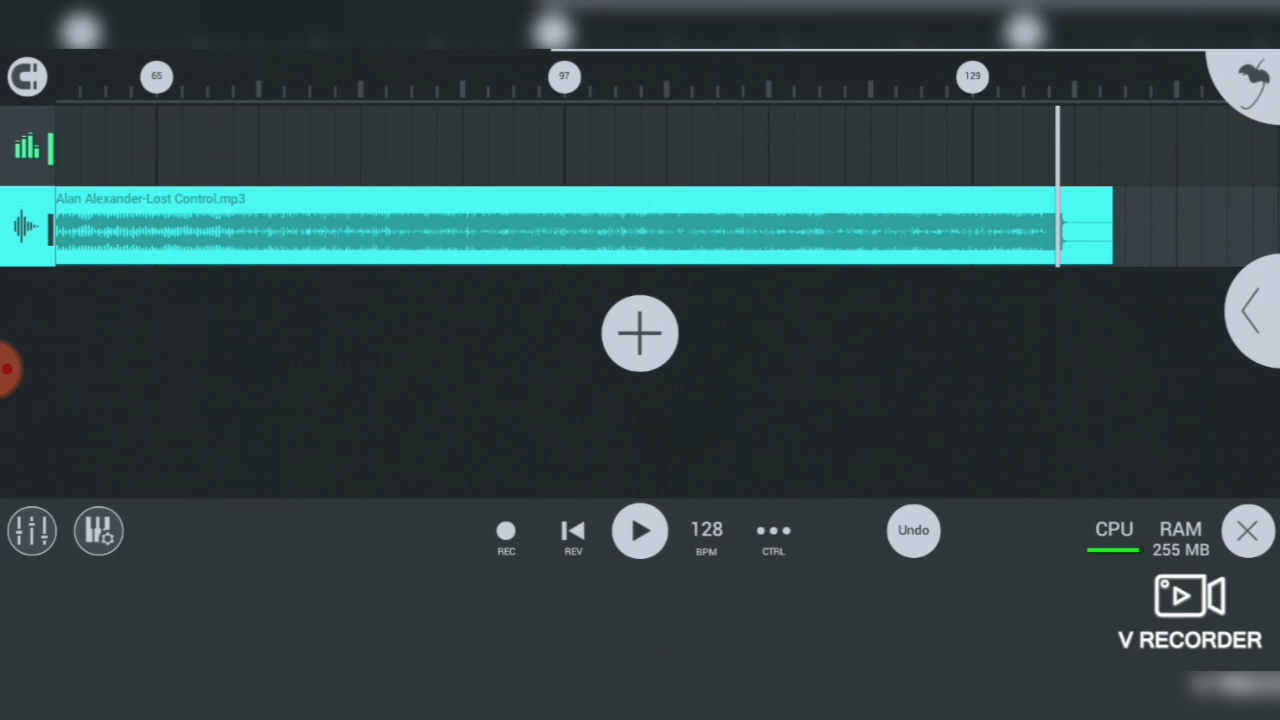 65
97
129
Alan Alexander-Lost Control.mp3
REC
REV
128
BPM
CTRL
Undo
CPU
RAM
255 MB
V RECORDER